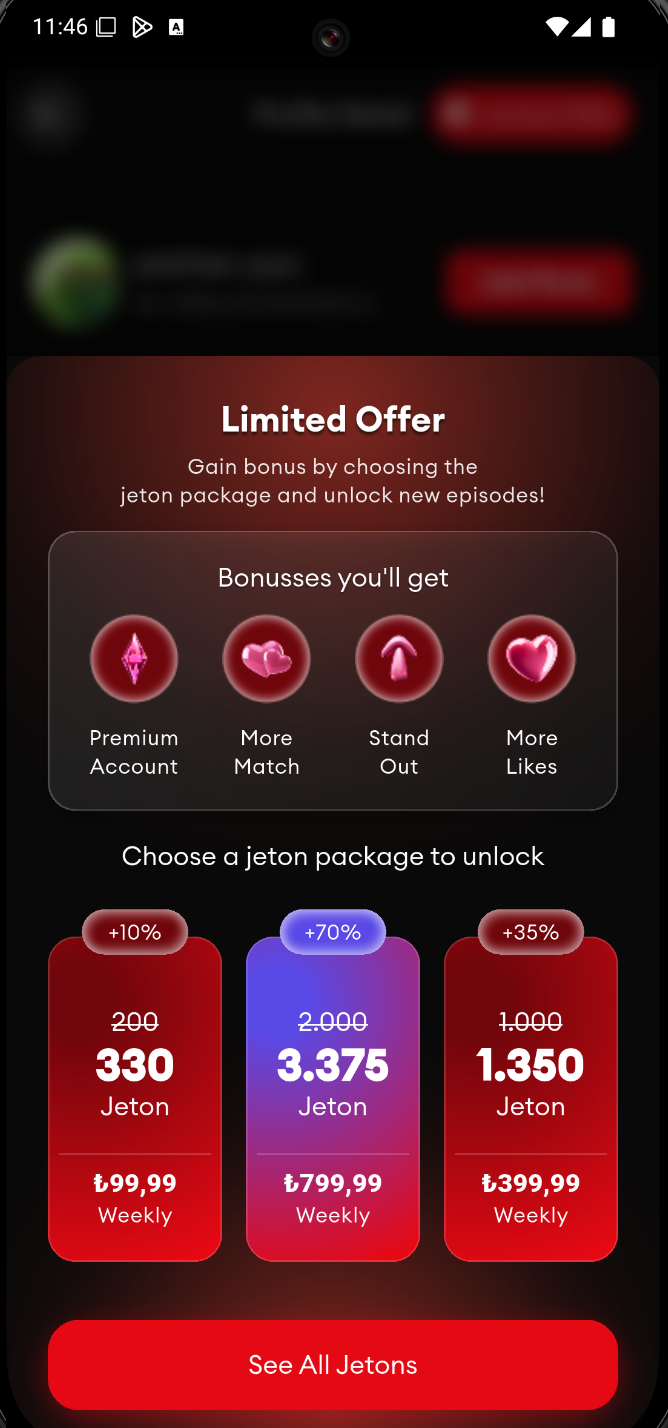 11:46
Limited Offer
Gain bonus by choosing the
jeton package and unlock new episodes!
Bonusses you'll get
Premium
Account
More
Match
Stand
Out
More
Likes
Choose a jeton package to unlock
+10%
200
330
Jeton
₺99,99
Weekly
+70%
2.000
3.375
Jeton
₺799,99
Weekly
+35%
1.000
1.350
Jeton
₺399,99
Weekly
See All Jetons